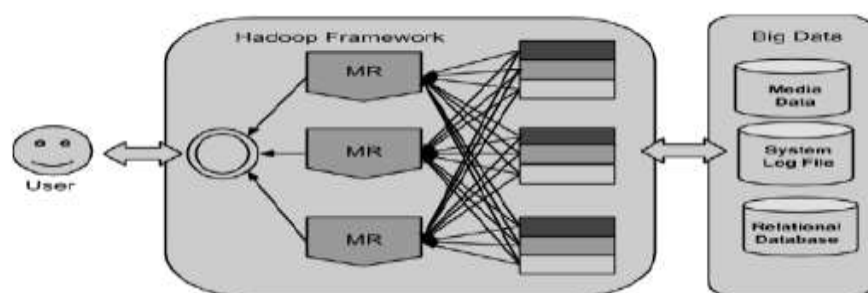 Hadoop Framework
MR
MR
MR
User
Big Data
Media
Data
System
Log File
Relational
Database